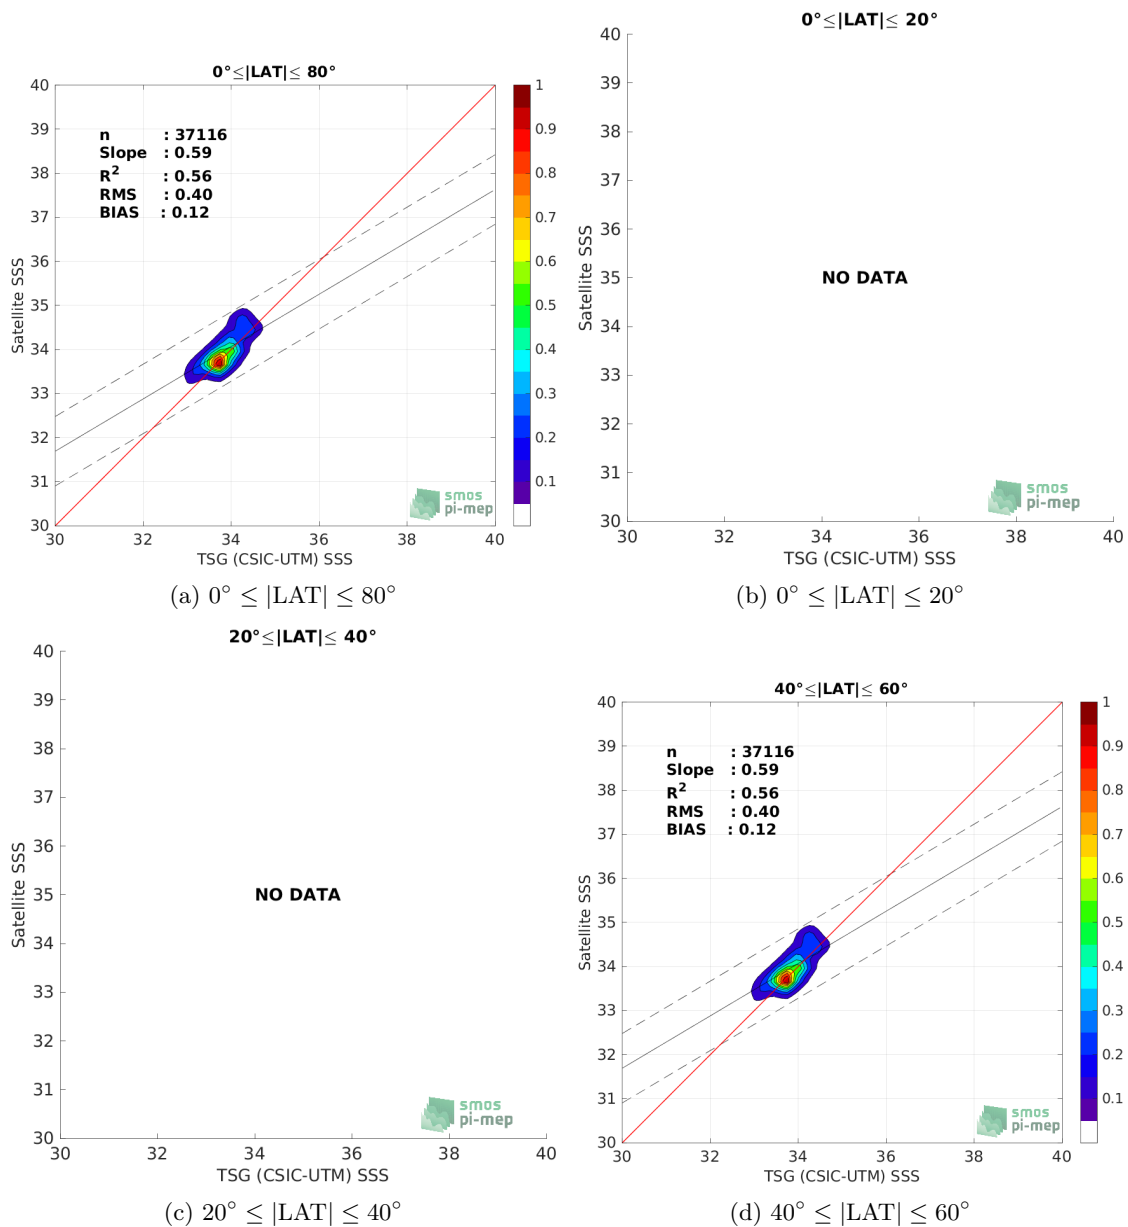 0°≤|LAT|≤ 80°
40
39
38
37
36
35
34
33
32
31
30
30 32 34 36 38 40
Satellite SSS
TSG (CSIC-UTM) SSS
n : 37116
Slope : 0.59
R² : 0.56
RMS : 0.40
BIAS : 0.12
smos
pi-mep
1
0.9
0.8
0.7
0.6
0.5
0.4
0.3
0.2
0.1
(a) 0° ≤ |LAT| ≤ 80°
0°≤|LAT|≤ 20°
40
39
38
37
36
35
34
33
32
31
30
30 32 34 36 38 40
Satellite SSS
TSG (CSIC-UTM) SSS
NO DATA
smos
pi-mep
(b) 0° ≤ |LAT| ≤ 20°
20°≤|LAT|≤ 40°
40
39
38
37
36
35
34
33
32
31
30
30 32 34 36 38 40
Satellite SSS
TSG (CSIC-UTM) SSS
NO DATA
smos
pi-mep
(c) 20° ≤ |LAT| ≤ 40°
40°≤|LAT|≤ 60°
40
39
38
37
36
35
34
33
32
31
30
30 32 34 36 38 40
Satellite SSS
TSG (CSIC-UTM) SSS
n : 37116
Slope : 0.59
R² : 0.56
RMS : 0.40
BIAS : 0.12
smos
pi-mep
1
0.9
0.8
0.7
0.6
0.5
0.4
0.3
0.2
0.1
(d) 40° ≤ |LAT| ≤ 60°